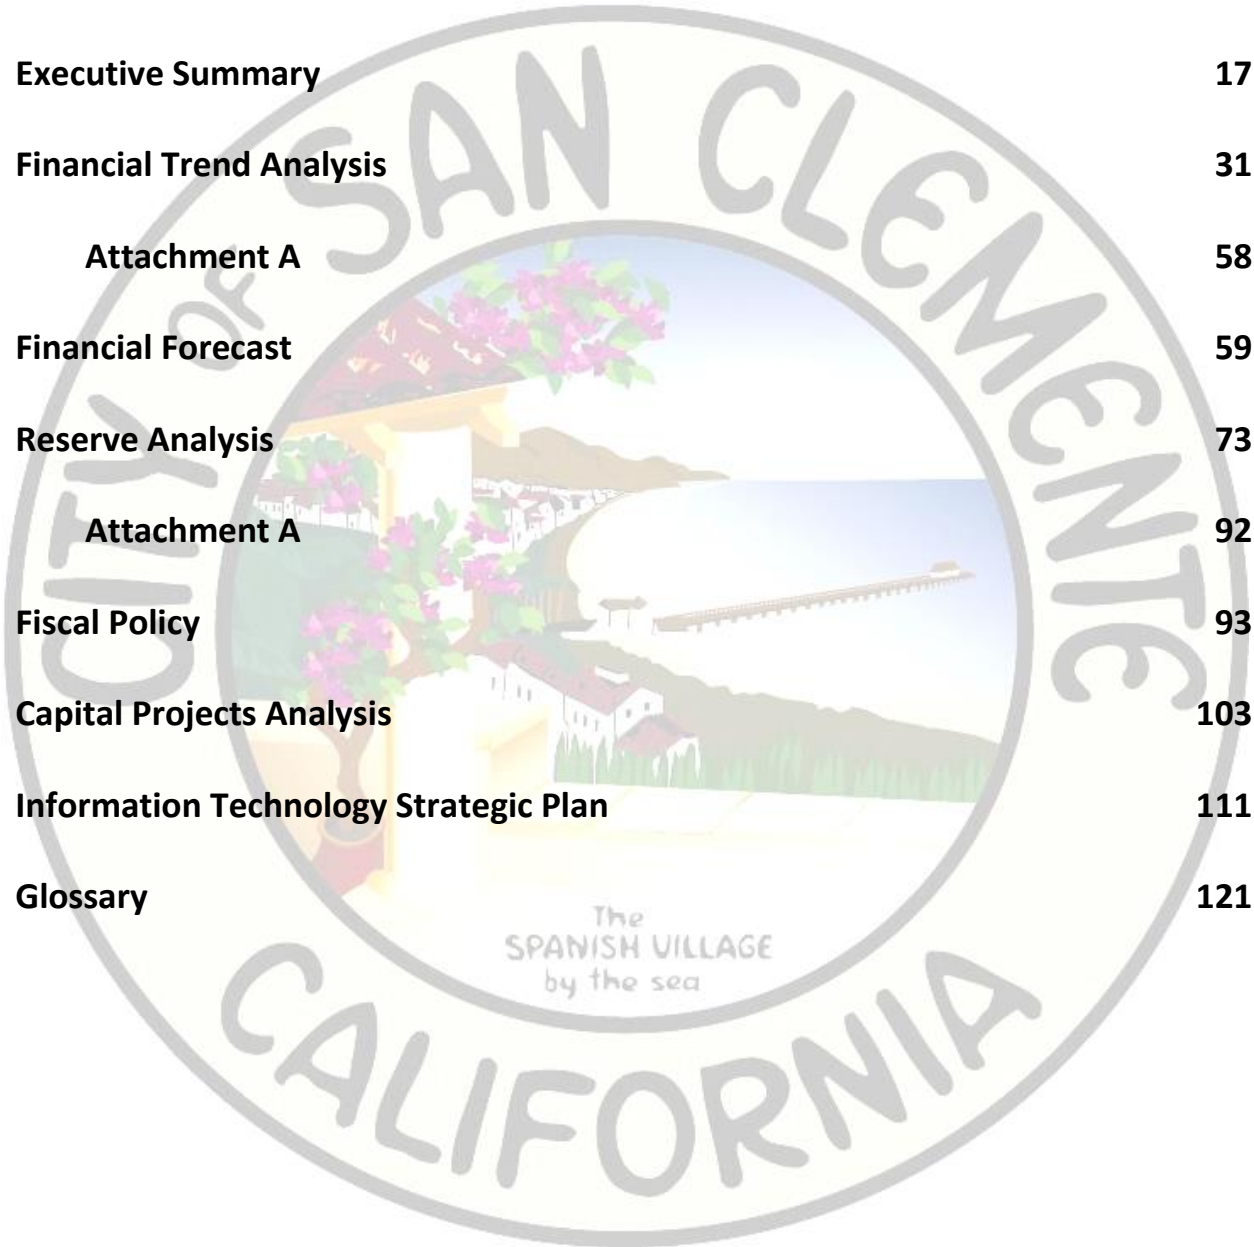 Executive Summary 17
Financial Trend Analysis 31
Attachment A 58
Financial Forecast 59
Reserve Analysis 73
Attachment A 92
Fiscal Policy 93
Capital Projects Analysis 103
Information Technology Strategic Plan 111
Glossary 121
CITY OF SAN CLEMENTE
The
SPANISH VILLAGE
by the sea
CALIFORNIA